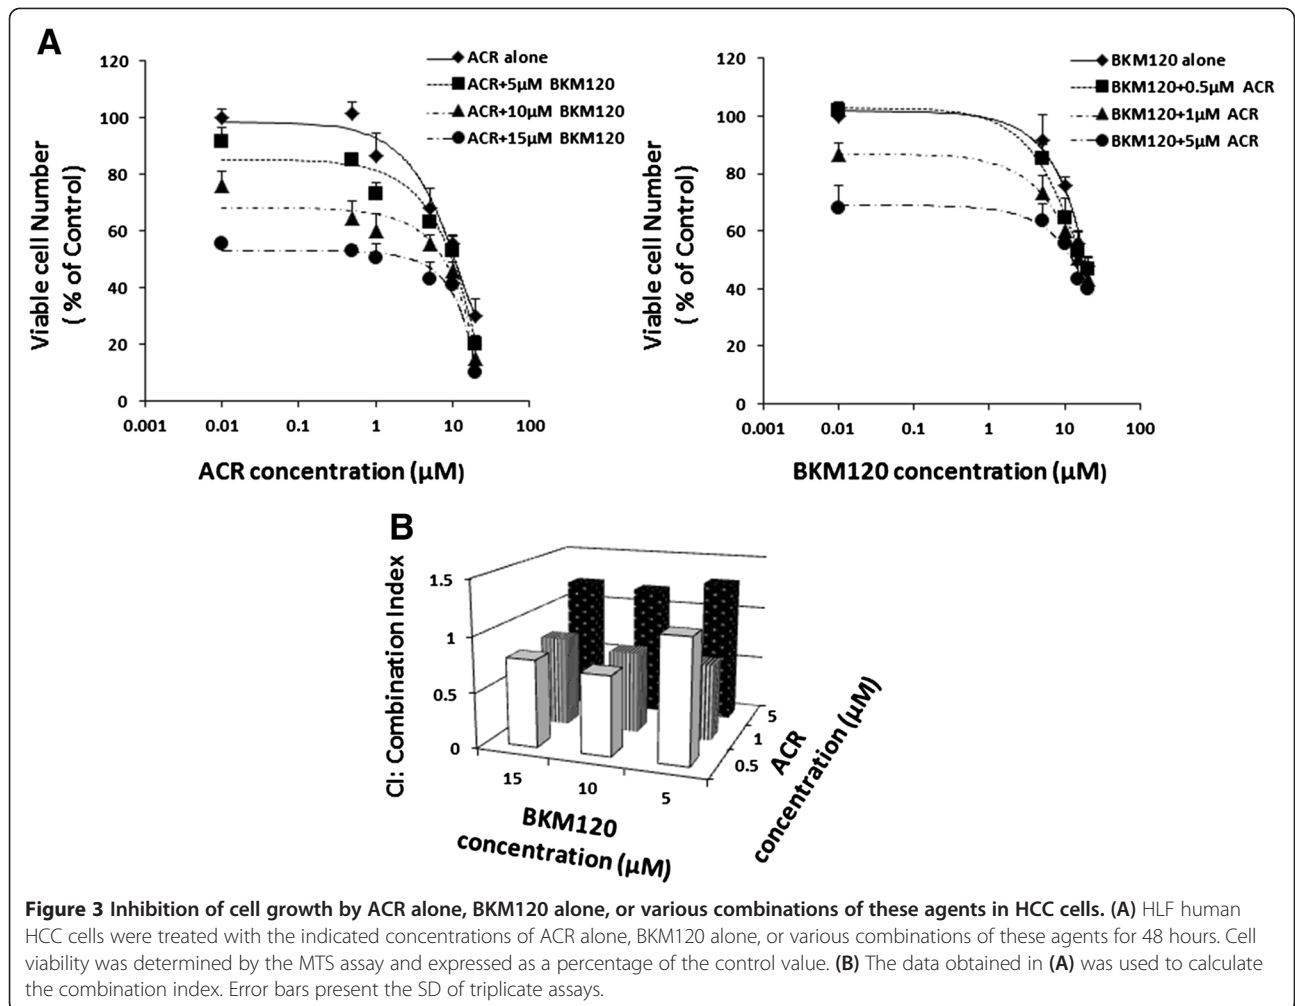 A
120
100
80
60
40
20
0
0.001 0.01 0.1 1 10 100
Viable cell Number
( % of Control)
ACR concentration (μM)
ACR alone
ACR+5μM BKM120
ACR+10μM BKM120
ACR+15μM BKM120
120
100
80
60
40
20
0
0.001 0.01 0.1 1 10 100
Viable cell Number
( % of Control)
BKM120 concentration (μM)
BKM120 alone
BKM120+0.5μM ACR
BKM120+1μM ACR
BKM120+5μM ACR
B
CI: Combination Index
1.5
1
0.5
0
15 10 5
BKM120
concentration (μM)
5
1
0.5
ACR
concentration (μM)
Figure 3 Inhibition of cell growth by ACR alone, BKM120 alone, or various combinations of these agents in HCC cells. (A) HLF human
HCC cells were treated with the indicated concentrations of ACR alone, BKM120 alone, or various combinations of these agents for 48 hours. Cell
viability was determined by the MTS assay and expressed as a percentage of the control value. (B) The data obtained in (A) was used to calculate
the combination index. Error bars present the SD of triplicate assays.